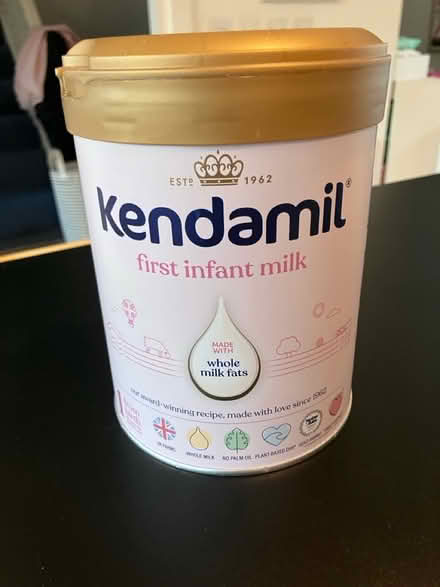 ESTD 1962
Kendamil®
first infant milk
MADE
WITH
whole
milk fats
our award-winning recipe, made with love since 1962
1
UK FARMS
WHOLE MILK
NO PALM OIL
PLANT-BASED DHA*